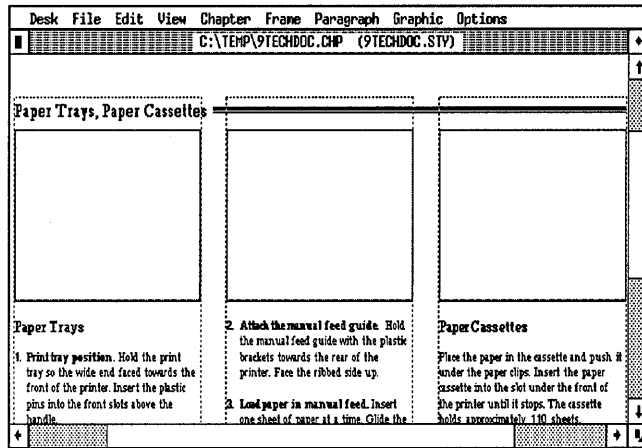 Desk File Edit View Chapter Frame Paragraph Graphic Options
C:\TEMP\9TECHDOC.CHP (9TECHDOC.STY)
Paper Trays, Paper Cassettes
Paper Trays
1. Print tray position. Hold the print
tray so the wide end faced towards the
front of the printer. Insert the plastic
pins into the front slots above the
handle.
2. Attach the manual feed guide. Hold
the manual feed guide with the plastic
brackets towards the rear of the
printer. Face the ribbed side up.
3. Load paper in manual feed. Insert
one sheet of paper at a time. Glide the
Paper Cassettes
Place the paper in the cassette and push it
under the paper clips. Insert the paper
cassette into the slot under the front of
the printer until it stops. The cassette
holds approximately 110 sheets.